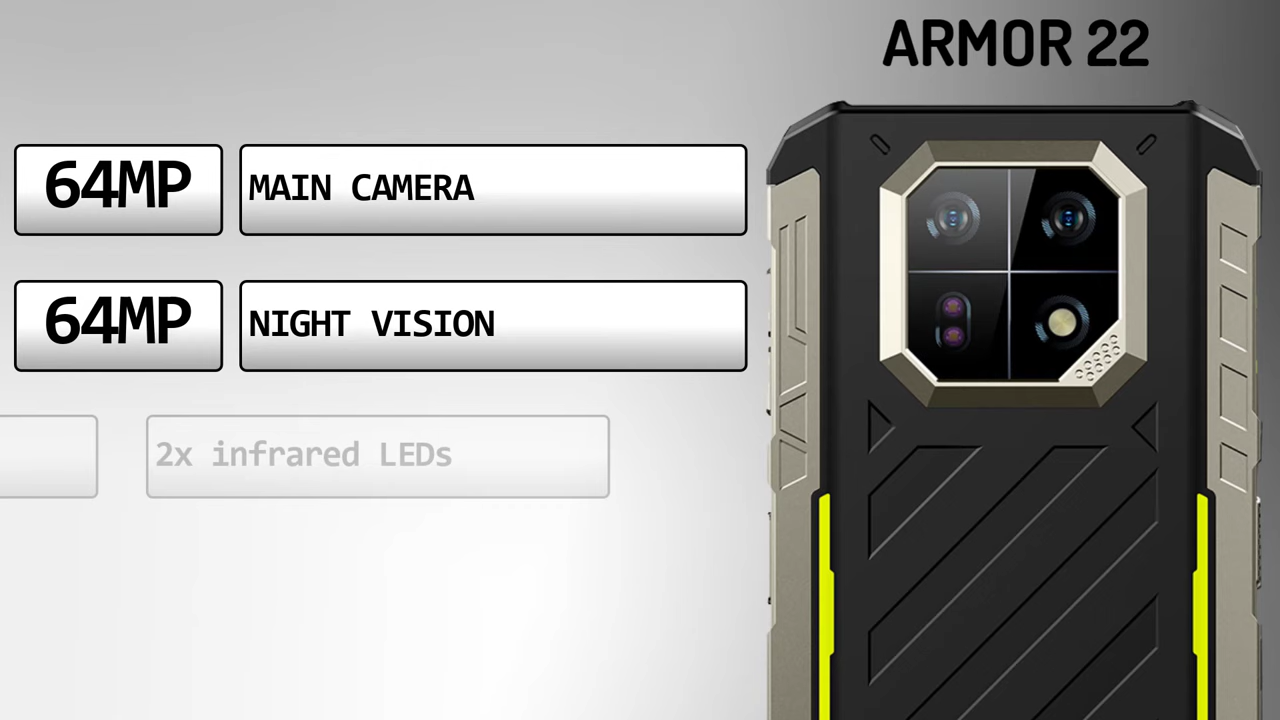 ARMOR 22
64MP MAIN CAMERA
64MP NIGHT VISION
2x infrared LEDs